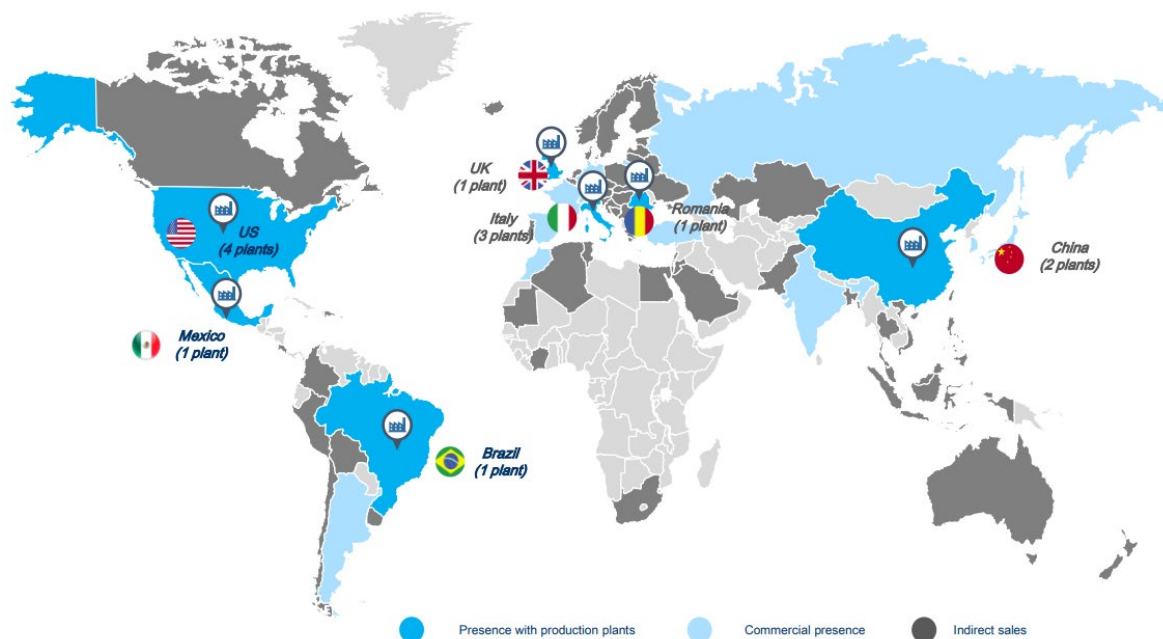 UK
(1 plant)
Italy
(3 plants)
*Romania
(1 plant)
US
(4 plants)
China
(2 plants)
Mexico
(1 plant)
Brazil
(1 plant)
Presence with production plants
Commercial presence
Indirect sales